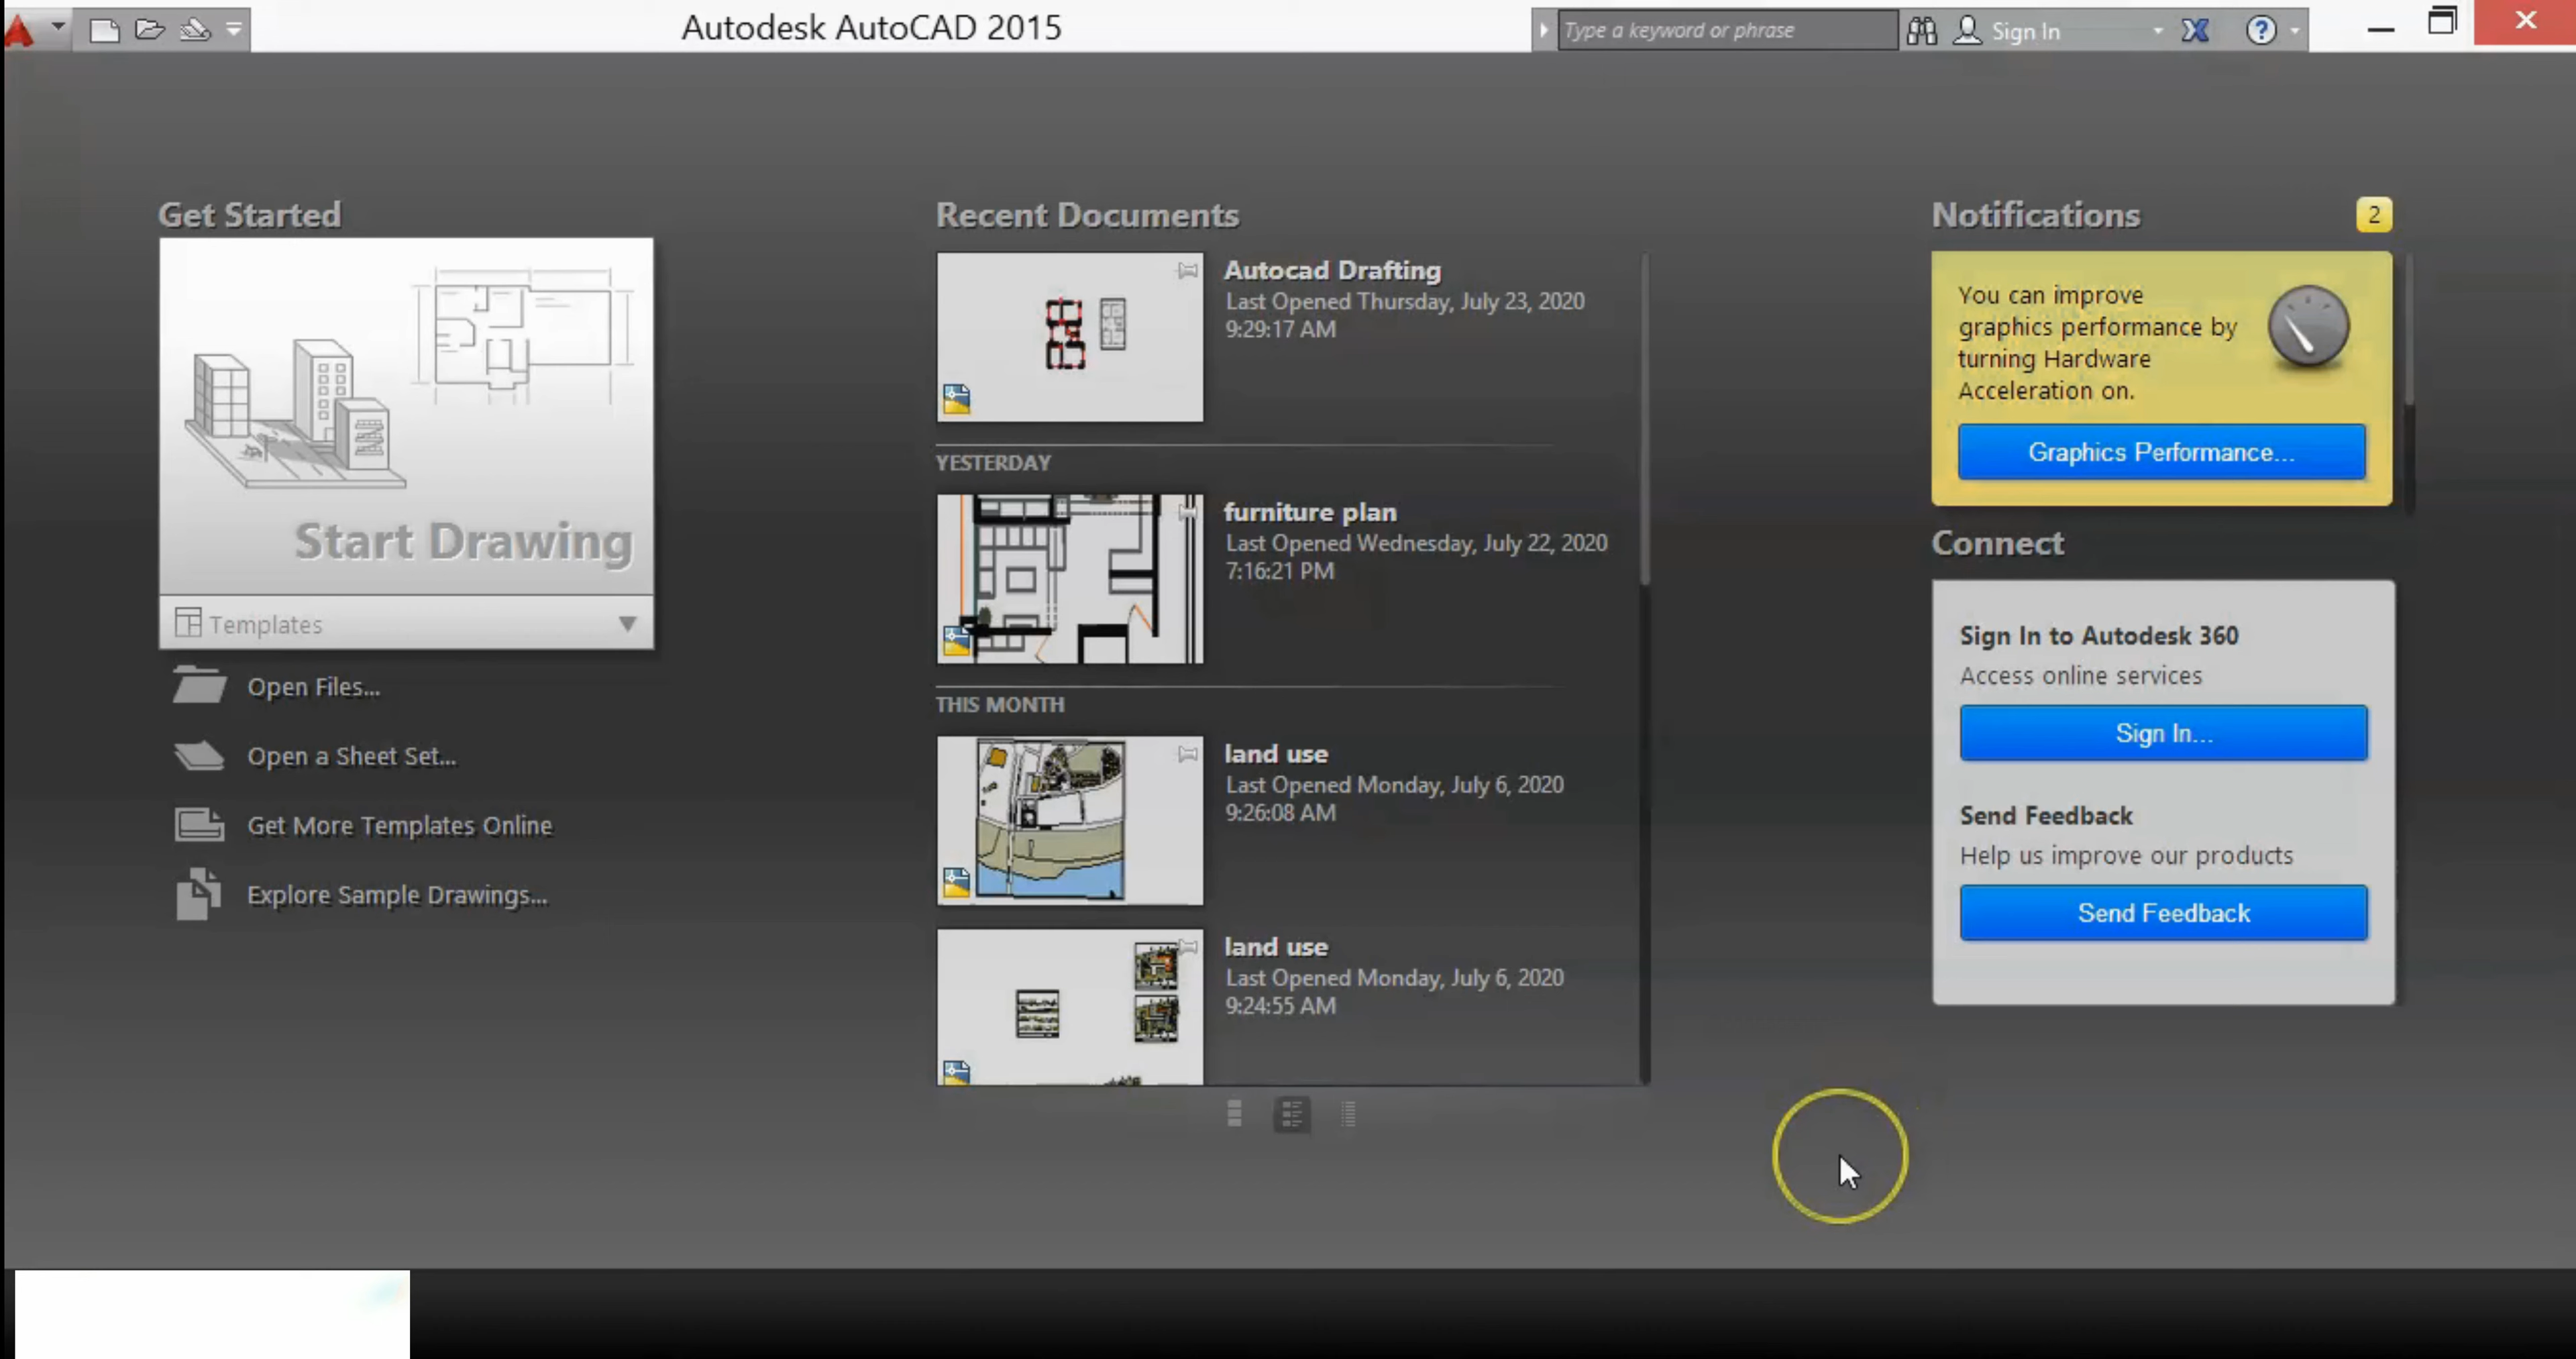 Autodesk AutoCAD 2015
Type a keyword or phrase
Sign In
Get Started
Start Drawing
Templates
Open Files...
Open a Sheet Set...
Get More Templates Online
Explore Sample Drawings...
Recent Documents
Autocad Drafting
Last Opened Thursday, July 23, 2020
9:29:17 AM
YESTERDAY
furniture plan
Last Opened Wednesday, July 22, 2020
7:16:21 PM
THIS MONTH
land use
Last Opened Monday, July 6, 2020
9:26:08 AM
land use
Last Opened Monday, July 6, 2020
9:24:55 AM
Notifications
2
You can improve
graphics performance by
turning Hardware
Acceleration on.
Graphics Performance...
Connect
Sign In to Autodesk 360
Access online services
Sign In...
Send Feedback
Help us improve our products
Send Feedback